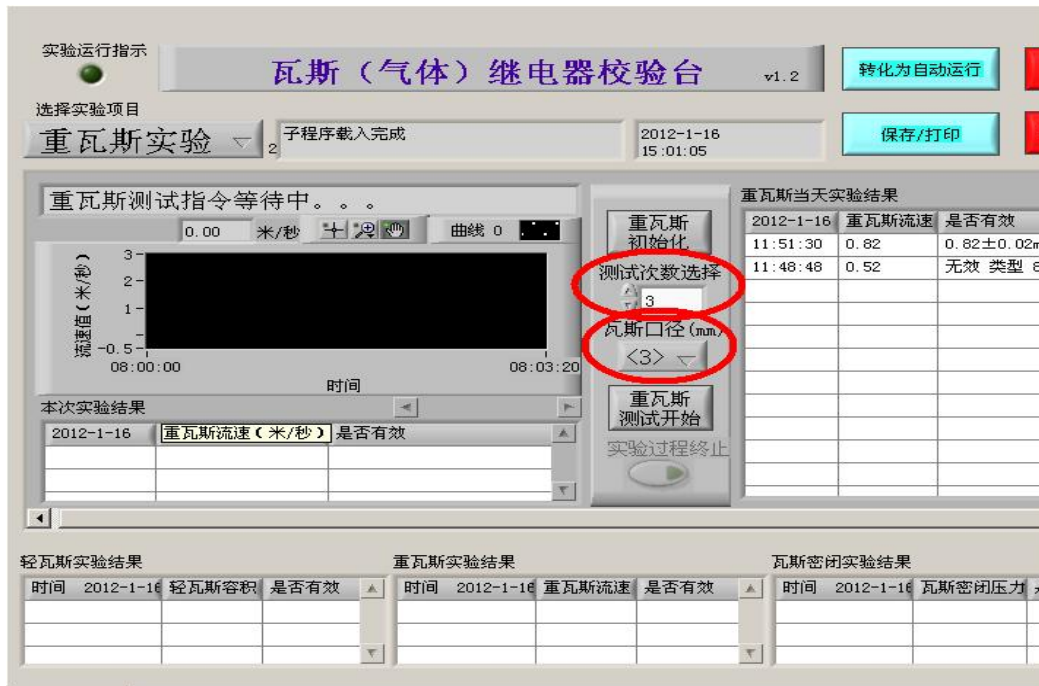 实验运行指示
瓦斯（气体）继电器校验台 v1.2
转化为自动运行
选择实验项目
重瓦斯实验
2
子程序载入完成
2012-1-16
15:01:05
保存/打印
重瓦斯测试指令等待中。。。
0.00 米/秒
曲线 0
流速值(米/秒)
3
2
1
-0.5
08:00:00
08:03:20
时间
本次实验结果
2012-1-16 重瓦斯流速(米/秒) 是否有效
重瓦斯
初始化
测试次数选择
3
瓦斯口径(mm)
<3>
重瓦斯
测试开始
实验过程终止
重瓦斯当天实验结果
2012-1-16 重瓦斯流速 是否有效
11:51:30 0.82 0.82±0.02m
11:48:48 0.52 无效 类型 8
轻瓦斯实验结果
时间 2012-1-16 轻瓦斯容积 是否有效
重瓦斯实验结果
时间 2012-1-16 重瓦斯流速 是否有效
瓦斯密闭实验结果
时间 2012-1-16 瓦斯密闭压力